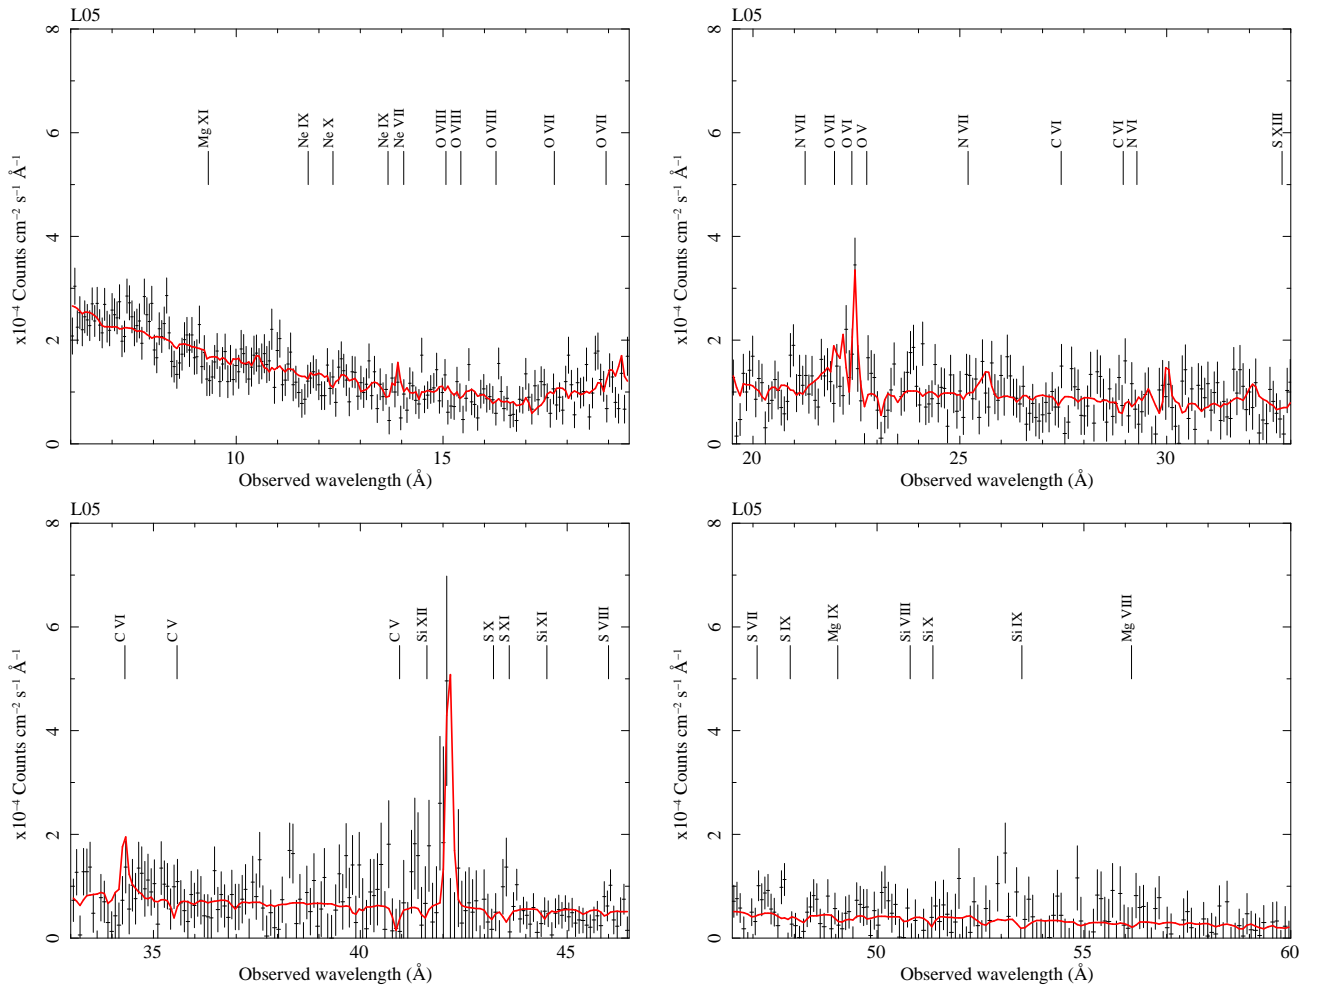 L05
8
6
4
2
0
x10⁻⁴ Counts cm⁻² s⁻¹ Å⁻¹
Mg XI
Ne IX
Ne X
Ne IX
Ne VII
O VIII
O VIII
O VIII
O VII
O VII
10 15
Observed wavelength (Å)
L05
8
6
4
2
0
x10⁻⁴ Counts cm⁻² s⁻¹ Å⁻¹
N VII
O VII
O VI
O V
N VII
C VI
C VI
N VI
S XIII
20 25 30
Observed wavelength (Å)
L05
8
6
4
2
0
x10⁻⁴ Counts cm⁻² s⁻¹ Å⁻¹
C VI
C V
C V
Si XII
S X
S XI
Si XI
S VIII
35 40 45
Observed wavelength (Å)
L05
8
6
4
2
0
x10⁻⁴ Counts cm⁻² s⁻¹ Å⁻¹
S VII
S IX
Mg IX
Si VIII
Si X
Si IX
Mg VIII
50 55 60
Observed wavelength (Å)